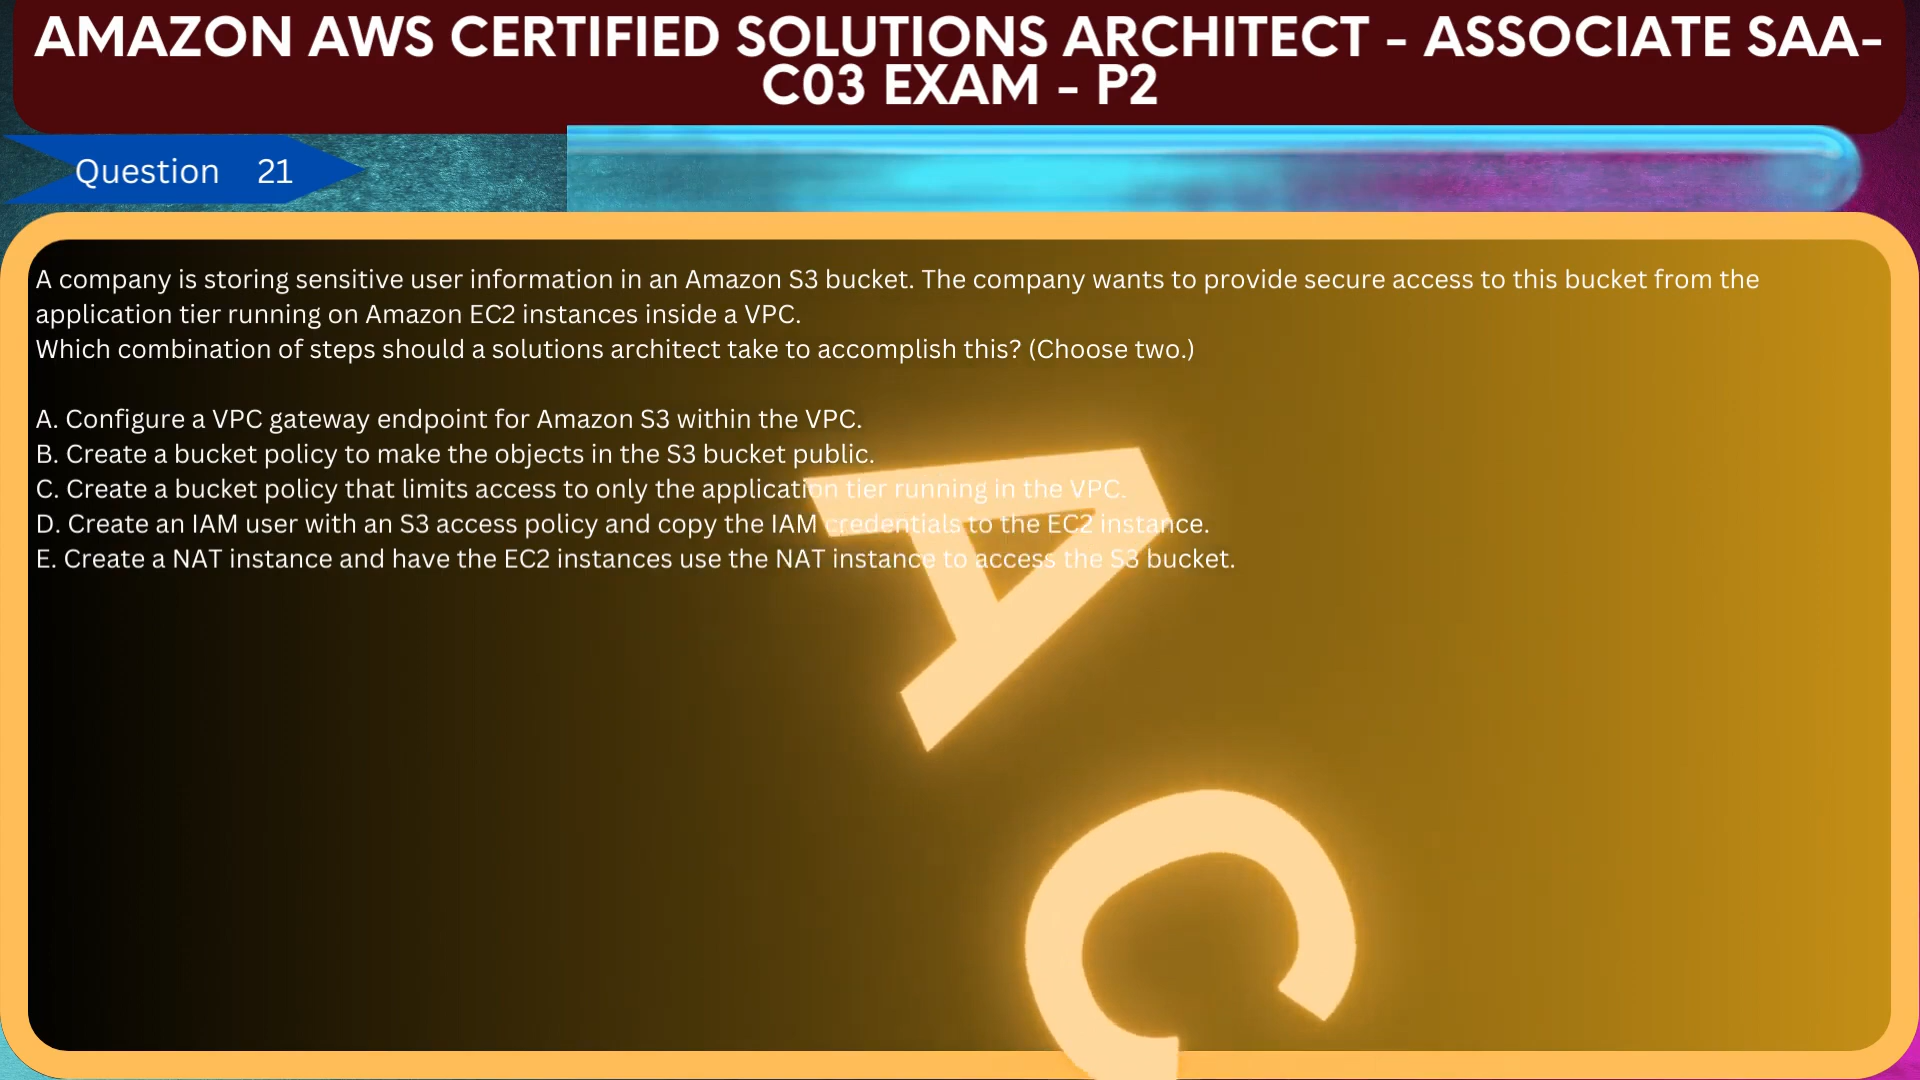 AMAZON AWS CERTIFIED SOLUTIONS ARCHITECT - ASSOCIATE SAA-
C03 EXAM - P2
Question 21
A company is storing sensitive user information in an Amazon S3 bucket. The company wants to provide secure access to this bucket from the
application tier running on Amazon EC2 instances inside a VPC.
Which combination of steps should a solutions architect take to accomplish this? (Choose two.)
A. Configure a VPC gateway endpoint for Amazon S3 within the VPC.
B. Create a bucket policy to make the objects in the S3 bucket public.
C. Create a bucket policy that limits access to only the application tier running in the VPC.
D. Create an IAM user with an S3 access policy and copy the IAM credentials to the EC2 instance.
E. Create a NAT instance and have the EC2 instances use the NAT instance to access the S3 bucket.
A
C